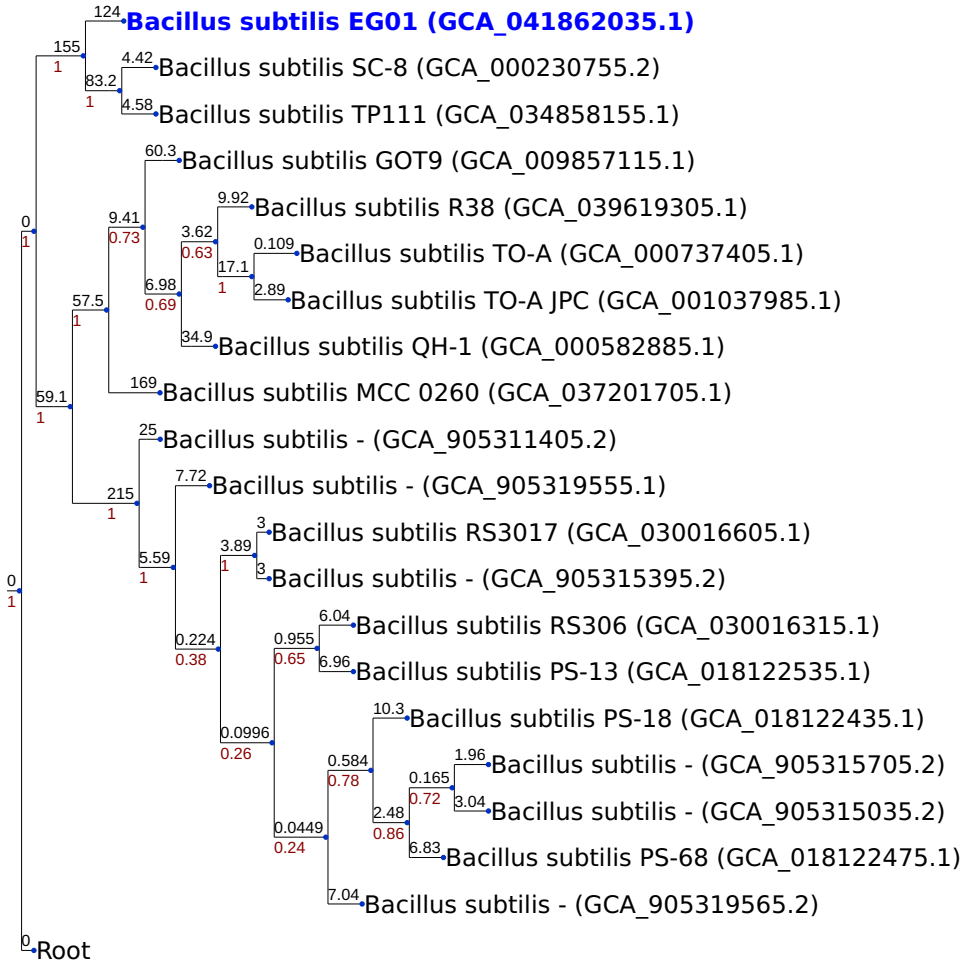 124
Bacillus subtilis EG01 (GCA_041862035.1)
155
1
4.42
Bacillus subtilis SC-8 (GCA_000230755.2)
83.2
1
4.58
Bacillus subtilis TP111 (GCA_034858155.1)
60.3
Bacillus subtilis GOT9 (GCA_009857115.1)
9.92
Bacillus subtilis R38 (GCA_039619305.1)
0
1
9.41
0.73
3.62
0.63
0.109
Bacillus subtilis TO-A (GCA_000737405.1)
17.1
1
6.98
0.69
2.89
Bacillus subtilis TO-A JPC (GCA_001037985.1)
57.5
1
34.9
Bacillus subtilis QH-1 (GCA_000582885.1)
169
Bacillus subtilis MCC 0260 (GCA_037201705.1)
59.1
1
25
Bacillus subtilis - (GCA_905311405.2)
7.72
Bacillus subtilis - (GCA_905319555.1)
215
1
3
Bacillus subtilis RS3017 (GCA_030016605.1)
3.89
1
5.59
1
3
Bacillus subtilis - (GCA_905315395.2)
0
1
6.04
Bacillus subtilis RS306 (GCA_030016315.1)
0.224
0.38
0.955
0.65
6.96
Bacillus subtilis PS-13 (GCA_018122535.1)
10.3
Bacillus subtilis PS-18 (GCA_018122435.1)
0.0996
0.26
0.584
0.78
1.96
Bacillus subtilis - (GCA_905315705.2)
0.165
0.72
3.04
Bacillus subtilis - (GCA_905315035.2)
2.48
0.86
0.0449
0.24
6.83
Bacillus subtilis PS-68 (GCA_018122475.1)
7.04
Bacillus subtilis - (GCA_905319565.2)
0
Root